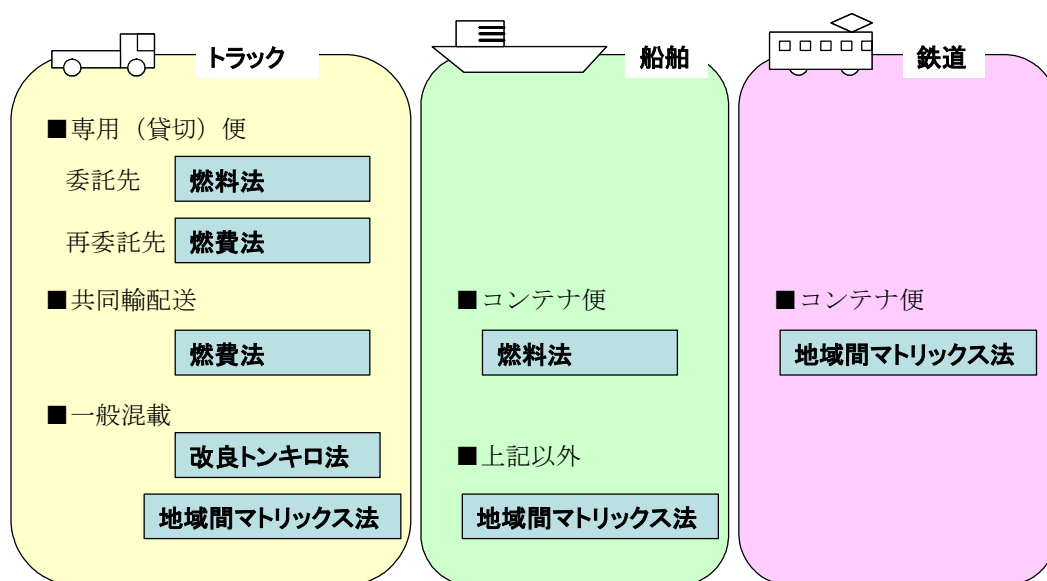 トラック
■専用（貸切）便
委託先 燃料法
再委託先 燃費法
■共同輸配送
燃費法
■一般混載
改良トンキロ法
地域間マトリックス法
船舶
■コンテナ便
燃料法
■上記以外
地域間マトリックス法
鉄道
■コンテナ便
地域間マトリックス法